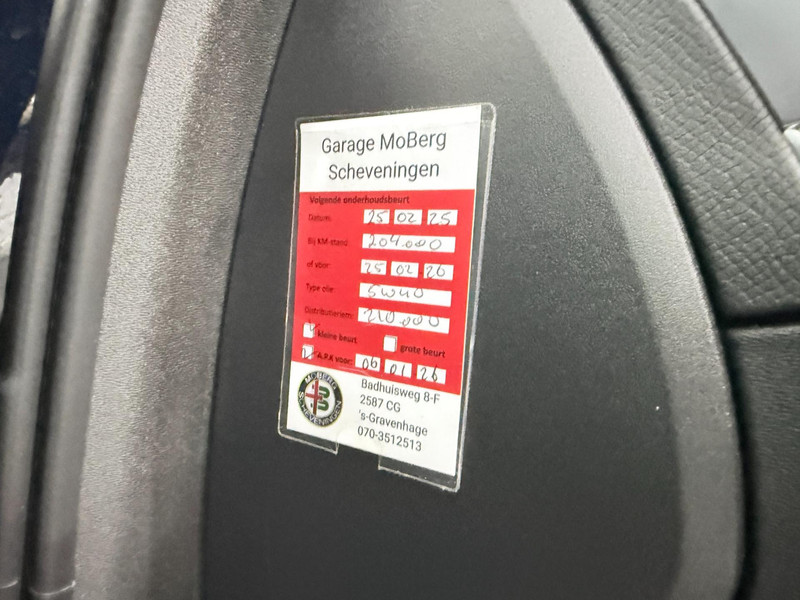 Garage MoBerg
Scheveningen
Volgende onderhoudsbeurt
Datum: 25 02 25
Bij KM-stand: 204.000
of voor: 25 02 26
Type olie: 5W40
Distributieriem: 210.000
kleine beurt grote beurt
A.P.K voor: 06 01 26
MOBERG
SCHEVENINGEN
Badhuisweg 8-F
2587 CG
's-Gravenhage
070-3512513